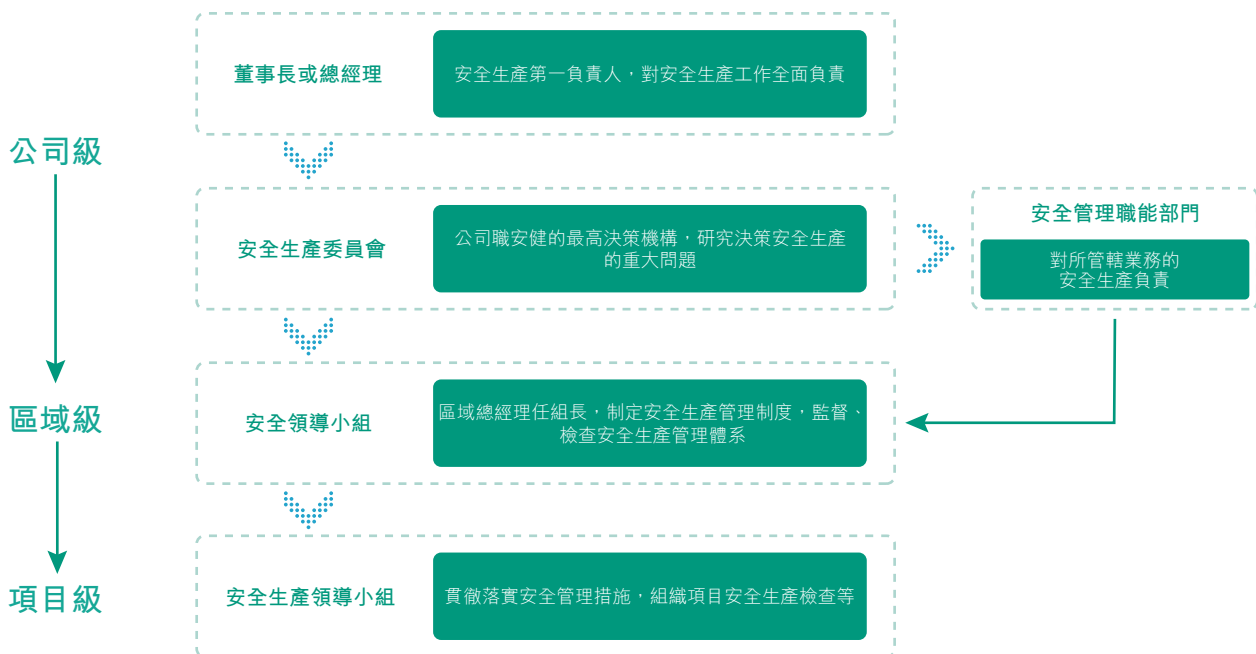 董事長或總經理
安全生產第一負責人，對安全生產工作全面負責
公司級
安全生產委員會
公司職安健的最高決策機構，研究決策安全生產
的重大問題
安全管理職能部門
對所管轄業務的
安全生產負責
區域級
安全領導小組
區域總經理任組長，制定安全生產管理制度，監督、
檢查安全生產管理體系
項目級
安全生產領導小組
貫徹落實安全管理措施，組織項目安全生產檢查等